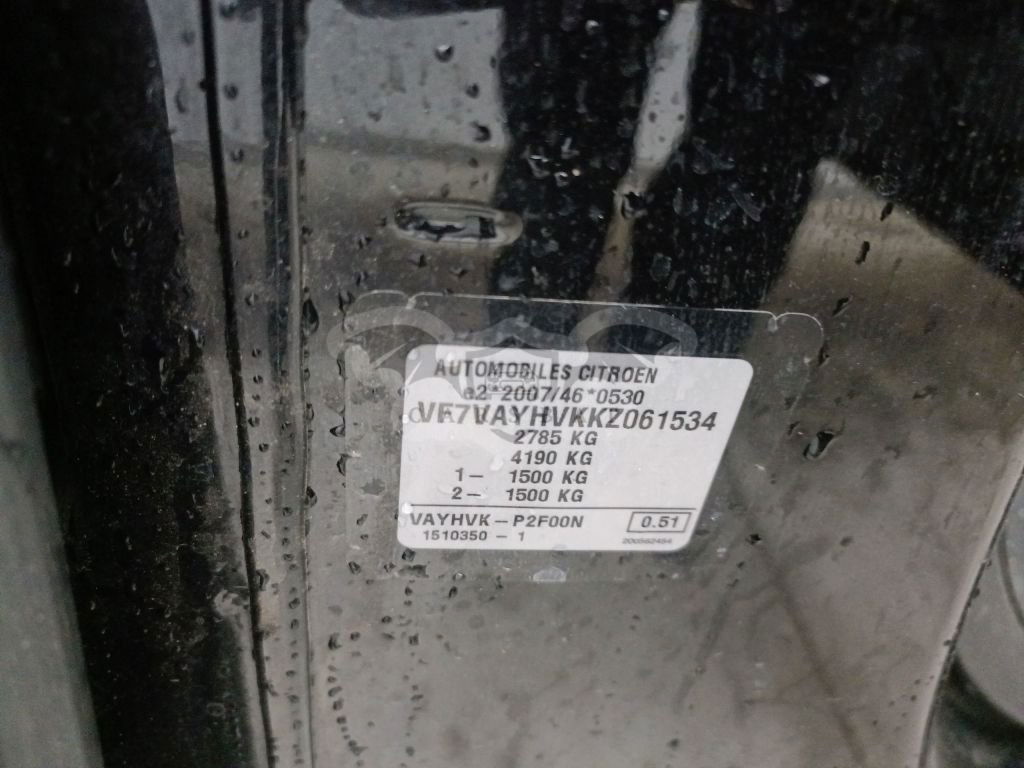 AUTOMOBILES CITROEN
e2*2007/46*0530
VF7VAYHVKKZ061534
2785 KG
4190 KG
1– 1500 KG
2– 1500 KG
VAYHVK–P2F00N 0.51
1510350 – 1 200562454